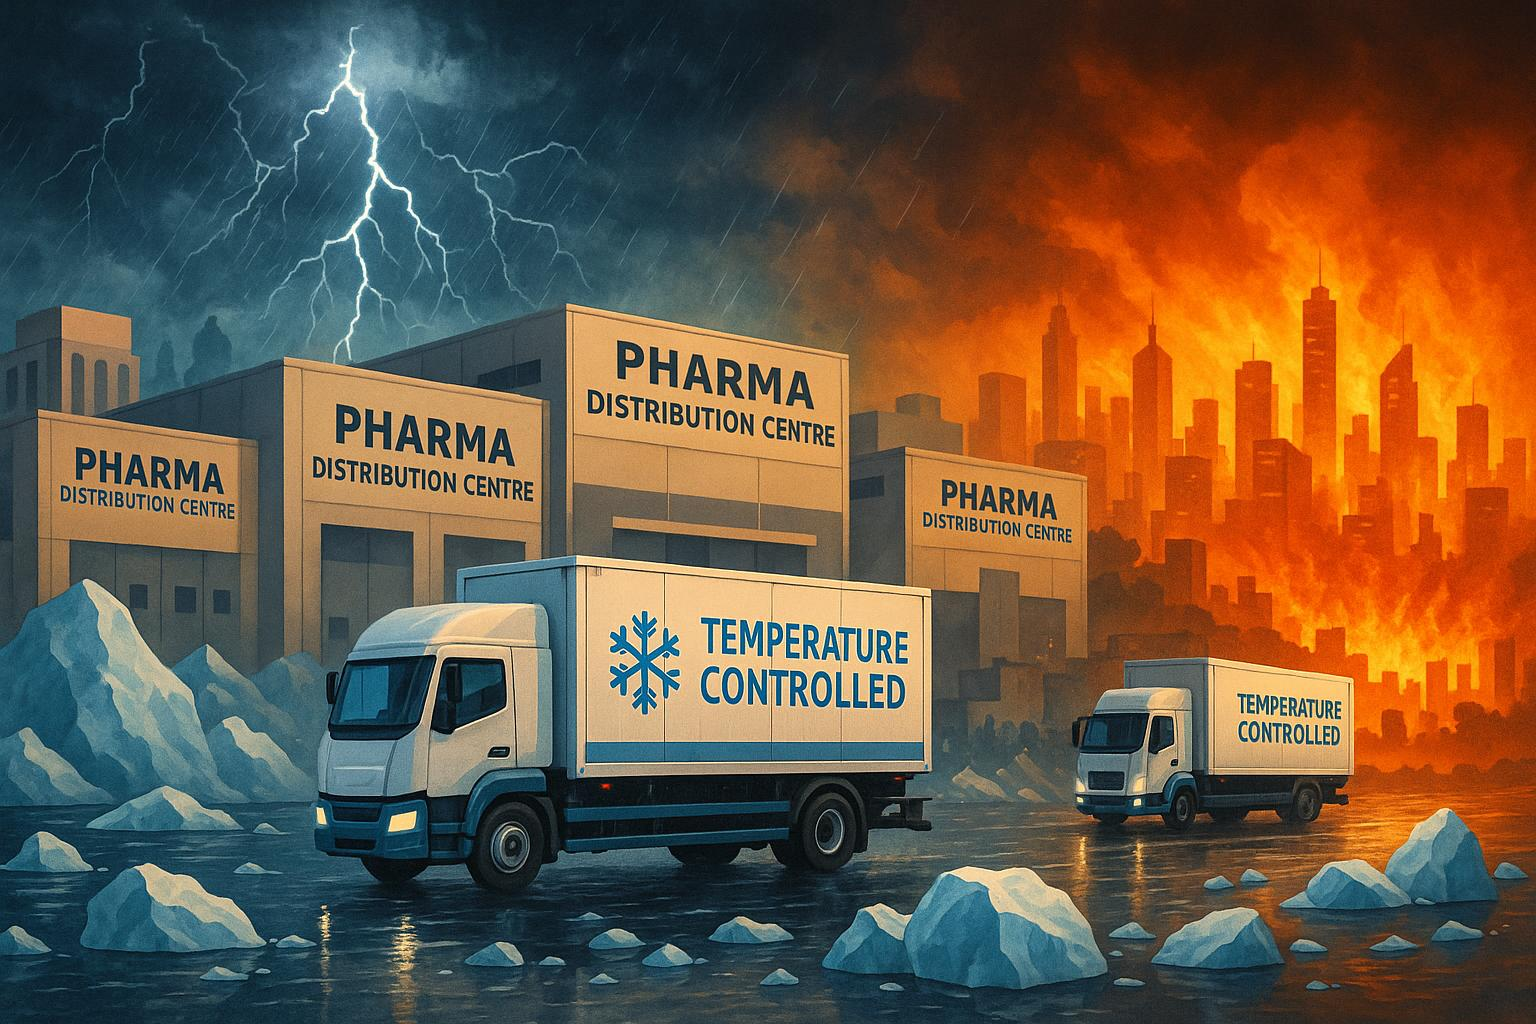 PHARMA
DISTRIBUTION CENTRE
PHARMA
DISTRIBUTION CENTRE
PHARMA
DISTRIBUTION CENTRE
PHARMA
DISTRIBUTION CENTRE
TEMPERATURE
CONTROLLED
TEMPERATURE
CONTROLLED